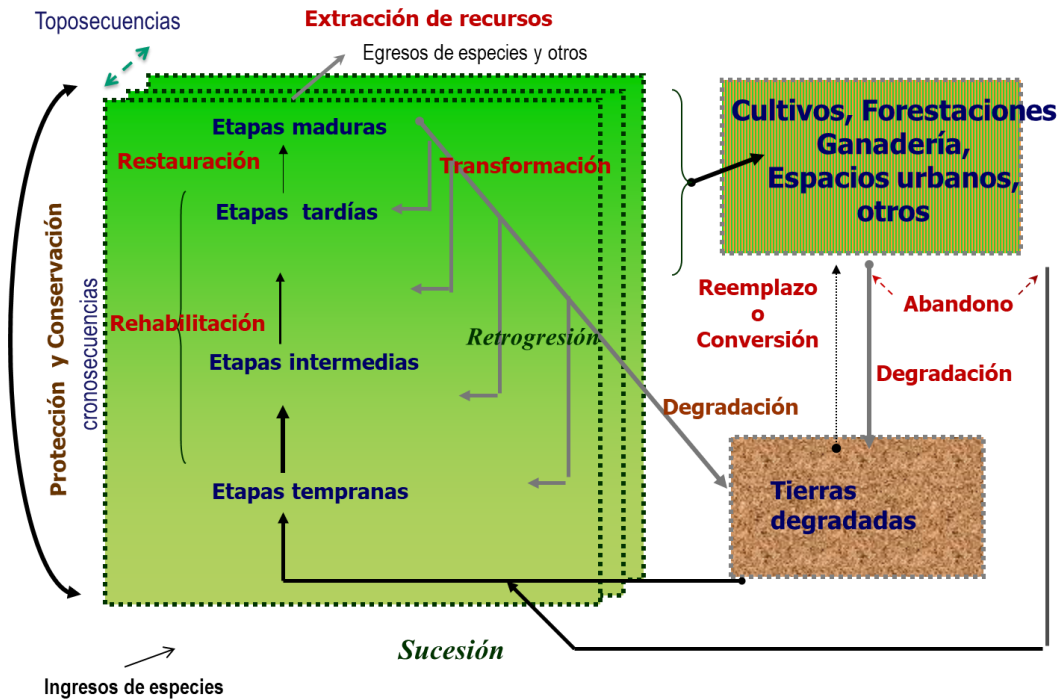 Toposecuencias
Extracción de recursos
Egresos de especies y otros
Etapas maduras
Restauración
Transformación
Etapas tardías
Cultivos, Forestaciones
Ganadería,
Espacios urbanos,
otros
Protección y Conservación
cronosecuencias
Rehabilitación
Retrogresión
Etapas intermedias
Reemplazo
o
Conversión
Abandono
Degradación
Degradación
Etapas tempranas
Tierras
degradadas
Sucesión
Ingresos de especies